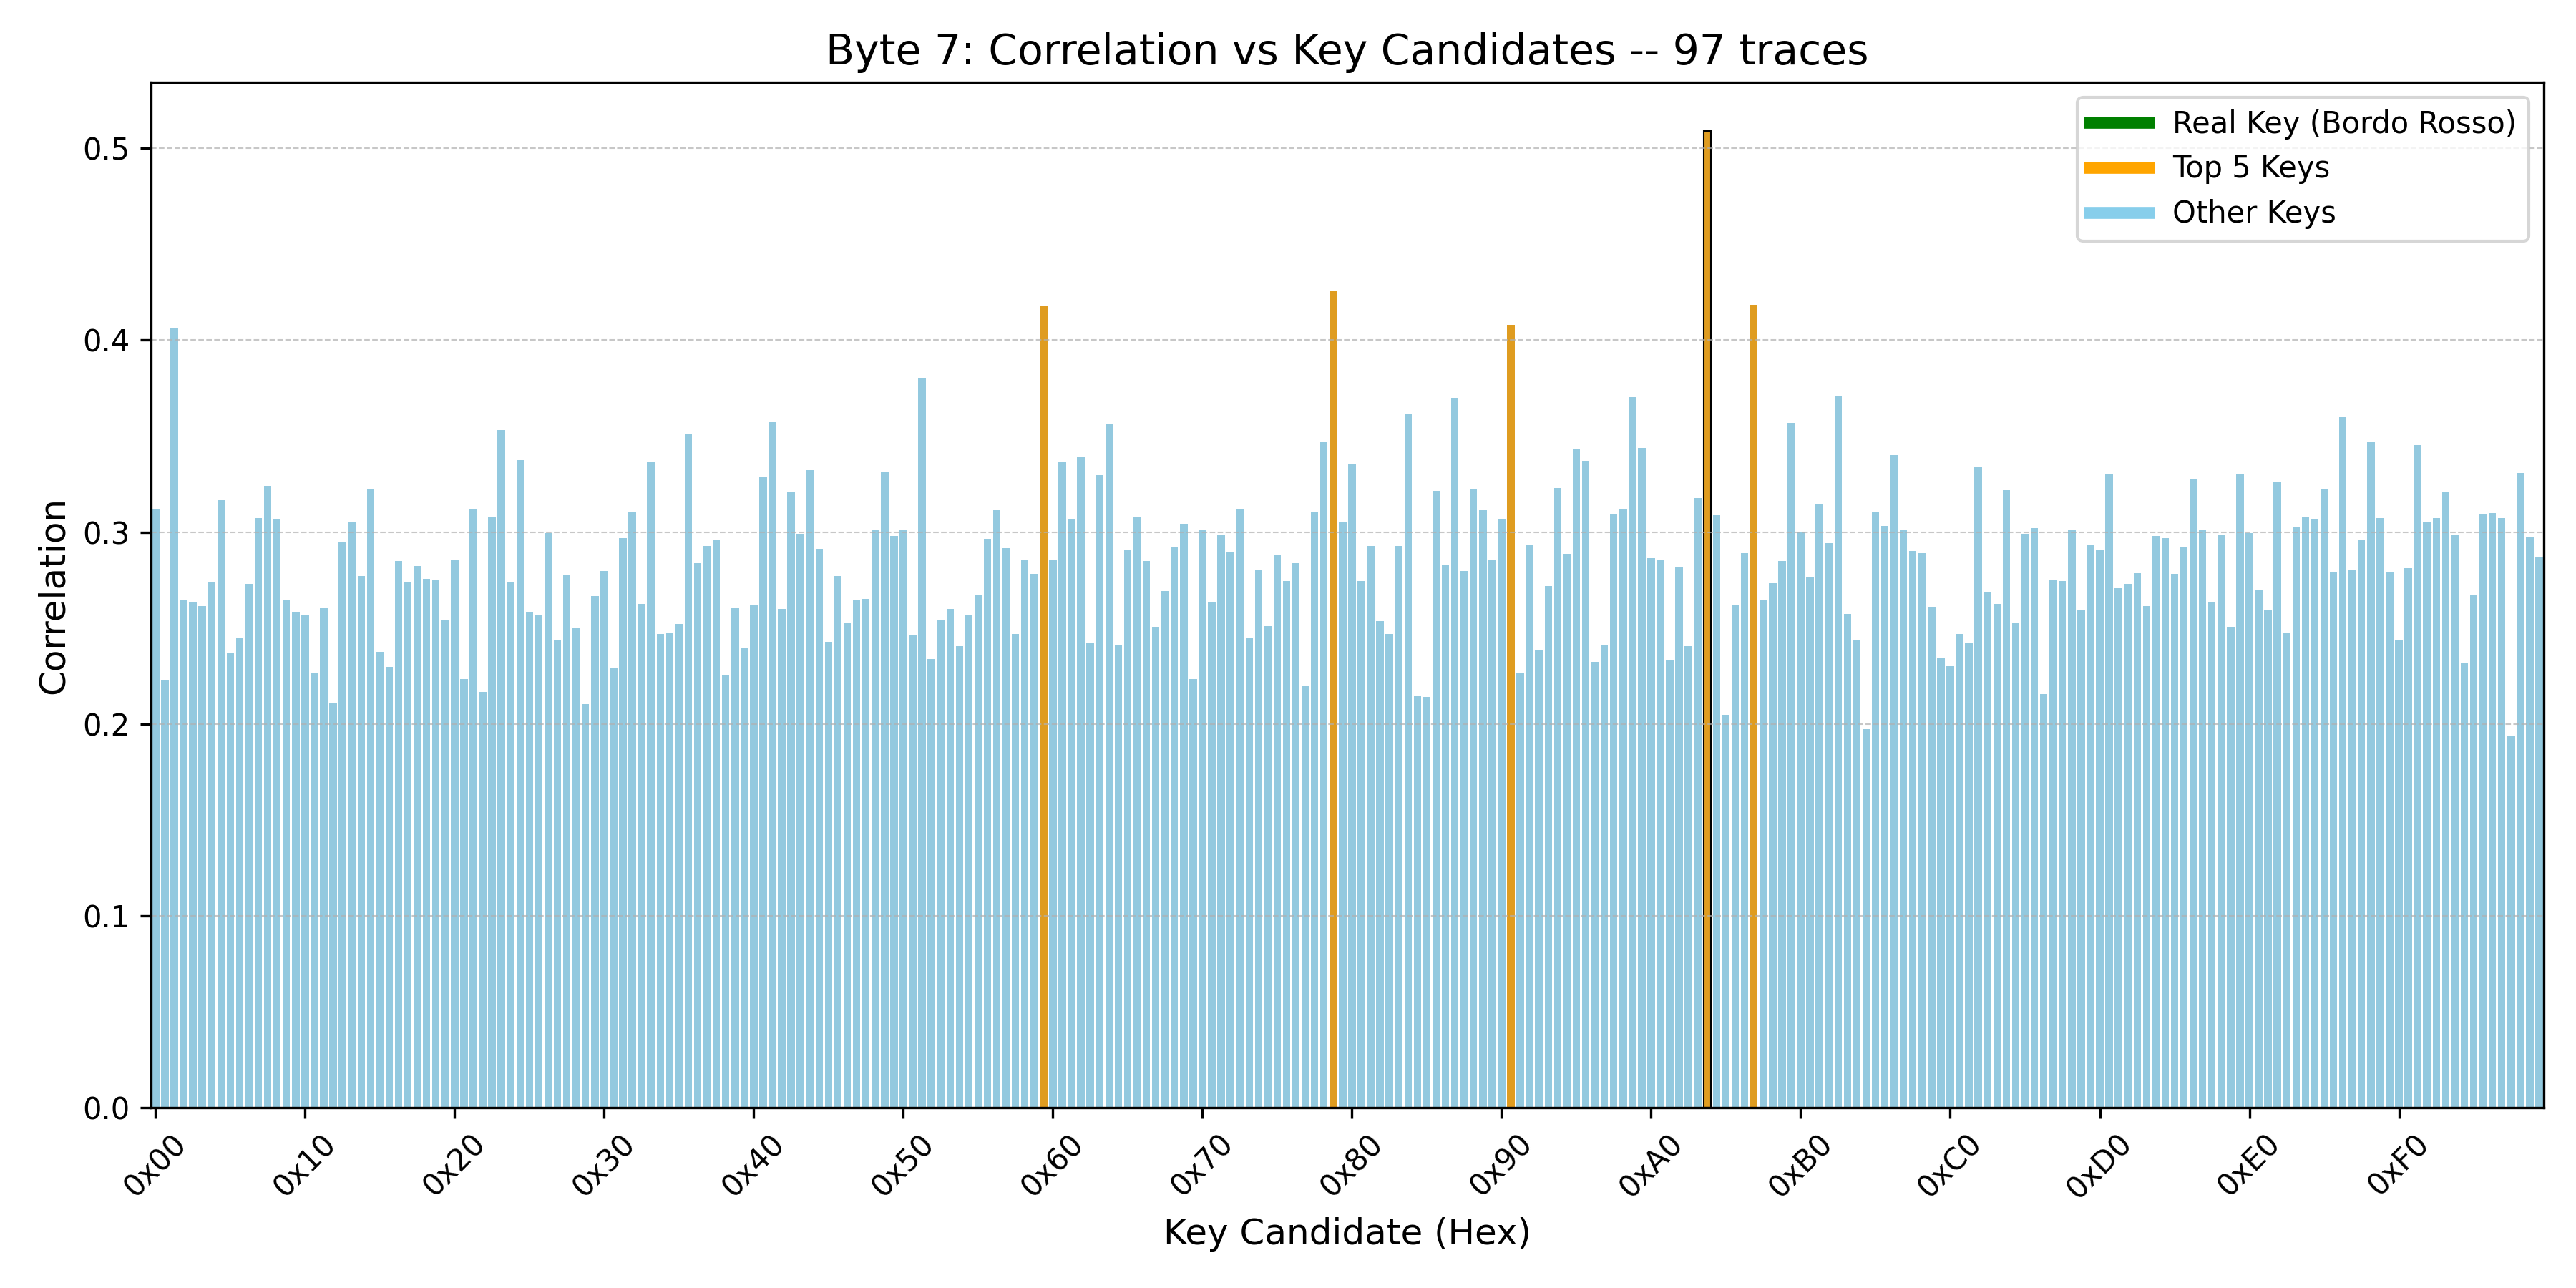 Byte 7: Correlation vs Key Candidates -- 97 traces
Real Key (Bordo Rosso)
Top 5 Keys
Other Keys
Correlation
0.5
0.4
0.3
0.2
0.1
0.0
0x00 0x10 0x20 0x30 0x40 0x50 0x60 0x70 0x80 0x90 0xA0 0xB0 0xC0 0xD0 0xE0 0xF0
Key Candidate (Hex)